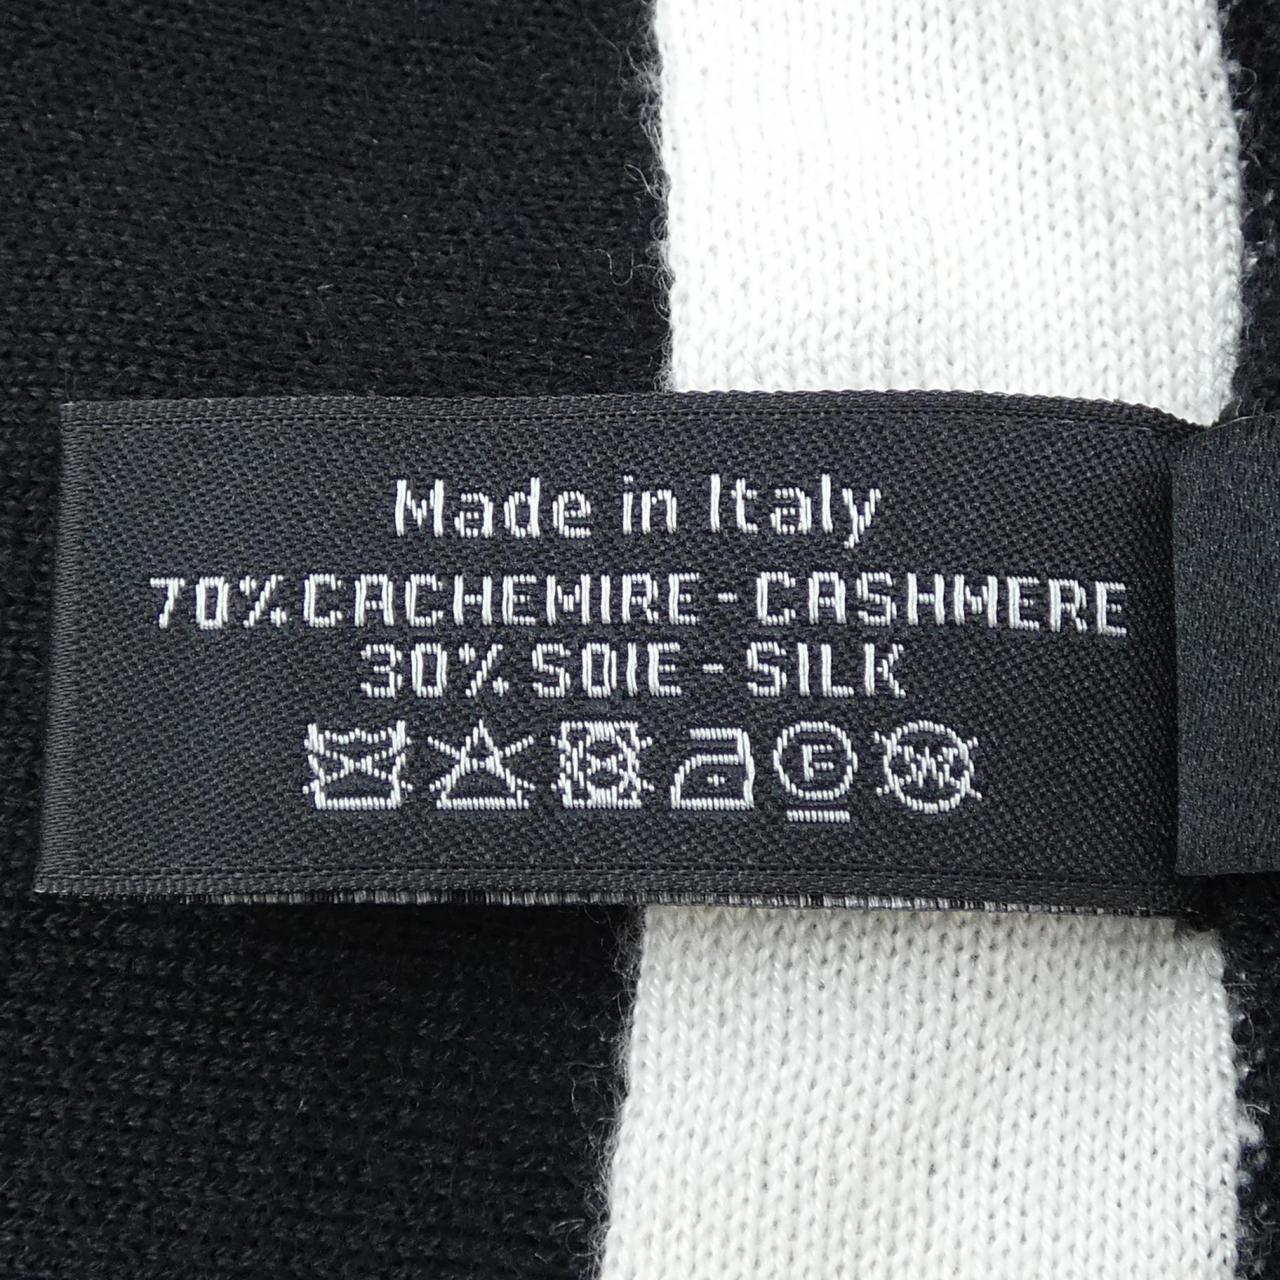 Made in Italy
70% CACHEMIRE - CASHMERE
30% SOIE - SILK
F W